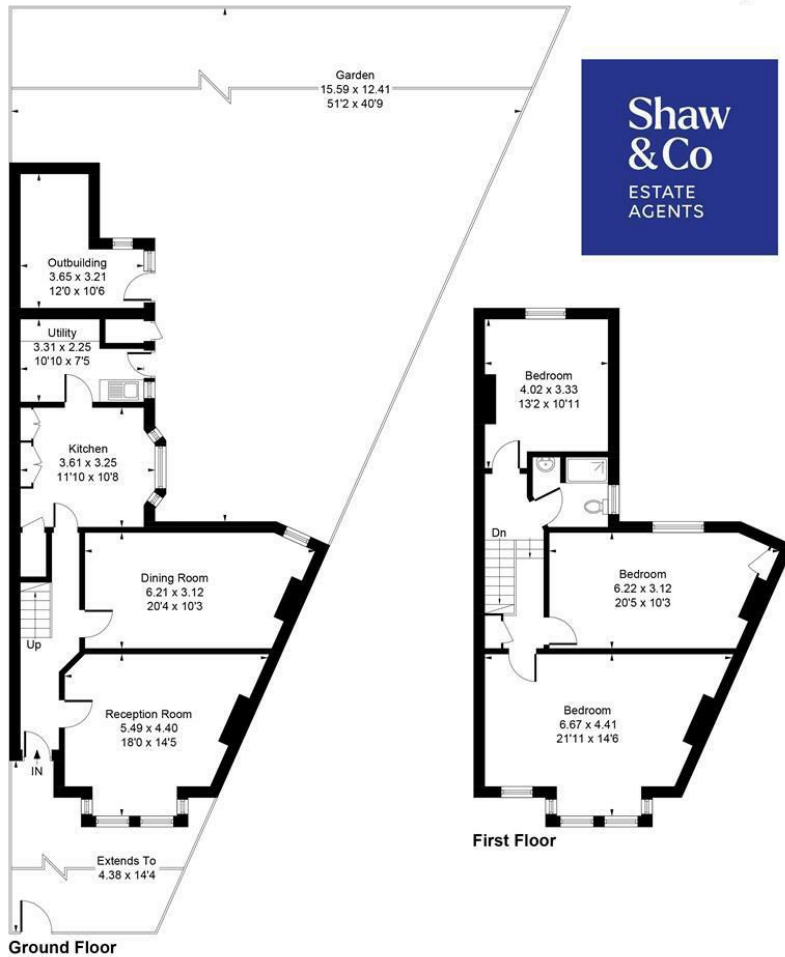 Garden
15.59 x 12.41
51'2 x 40'9
Shaw
& Co
ESTATE
AGENTS
Outbuilding
3.65 x 3.21
12'0 x 10'6
Utility
3.31 x 2.25
10'10 x 7'5
Kitchen
3.61 x 3.25
11'10 x 10'8
Dining Room
6.21 x 3.12
20'4 x 10'3
Up
Reception Room
5.49 x 4.40
18'0 x 14'5
IN
Extends To
4.38 x 14'4
Ground Floor
Bedroom
4.02 x 3.33
13'2 x 10'11
Dn
Bedroom
6.22 x 3.12
20'5 x 10'3
Bedroom
6.67 x 4.41
21'11 x 14'6
First Floor